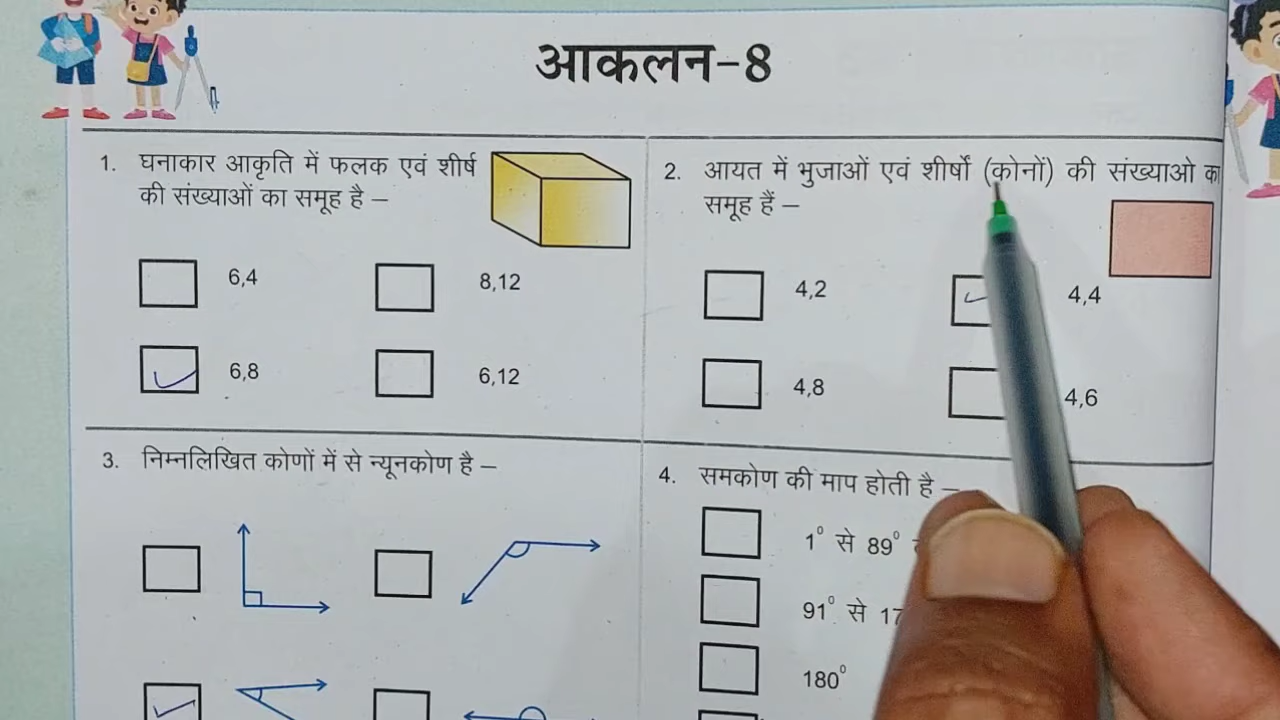 आकलन-8
1. घनाकार आकृति में फलक एवं शीर्ष
की संख्याओं का समूह है –
6,4
8,12
6,8
6,12
2. आयत में भुजाओं एवं शीर्षों (कोनों) की संख्याओ का
समूह हैं –
4,2
4,4
4,8
4,6
3. निम्नलिखित कोणों में से न्यूनकोण है –
4. समकोण की माप होती है –
1° से 89°
91° से 17
180°